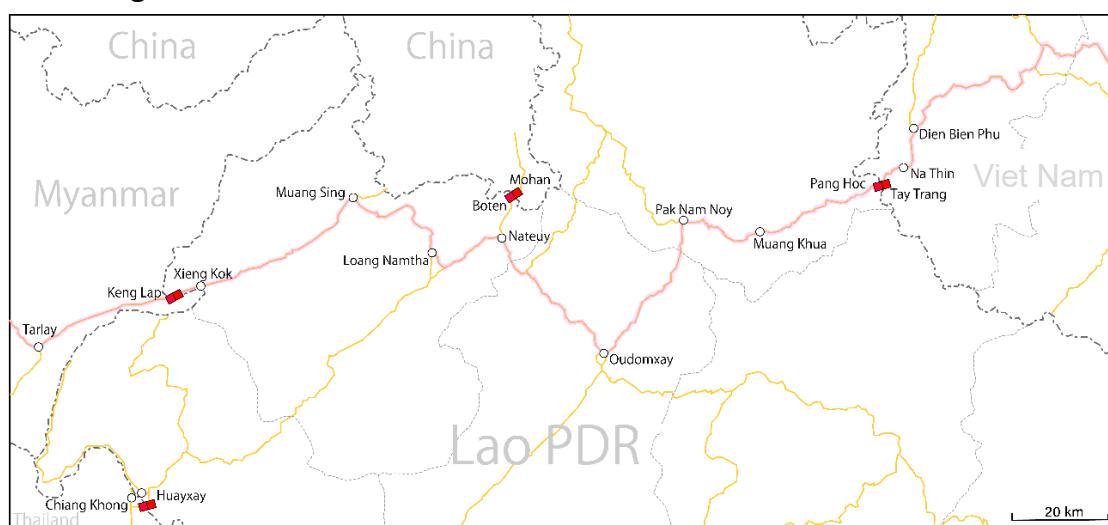 China
China
Myanmar
Viet Nam
Lao PDR
Thailand
Dien Bien Phu
Na Thin
Pang Hoc
Tay Trang
Mohan
Boten
Muang Sing
Pak Nam Noy
Muang Khua
Nateuy
Loang Namtha
Xieng Kok
Keng Lap
Tarlay
Oudomxay
Huayxay
Chiang Khong
20 km